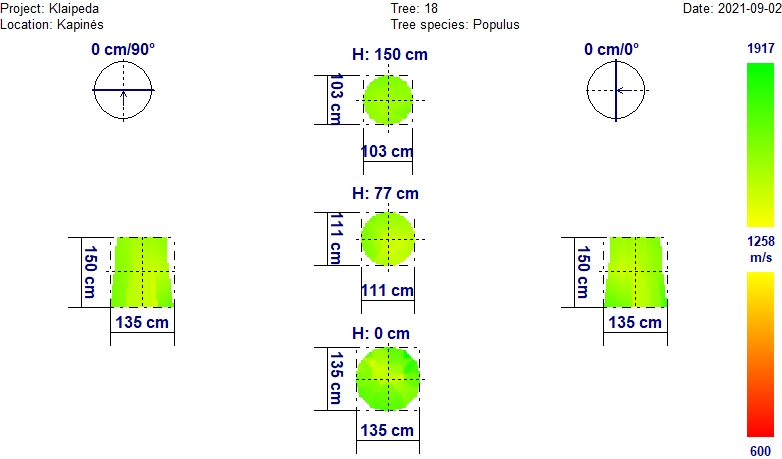 Project: Klaipeda
Tree: 18
Date: 2021-09-02
Location: Kapinės
Tree species: Populus
0 cm/90°
H: 150 cm
0 cm/0°
1917
103 cm
103 cm
H: 77 cm
111 cm
111 cm
1258
m/s
150 cm
135 cm
150 cm
135 cm
H: 0 cm
135 cm
135 cm
600